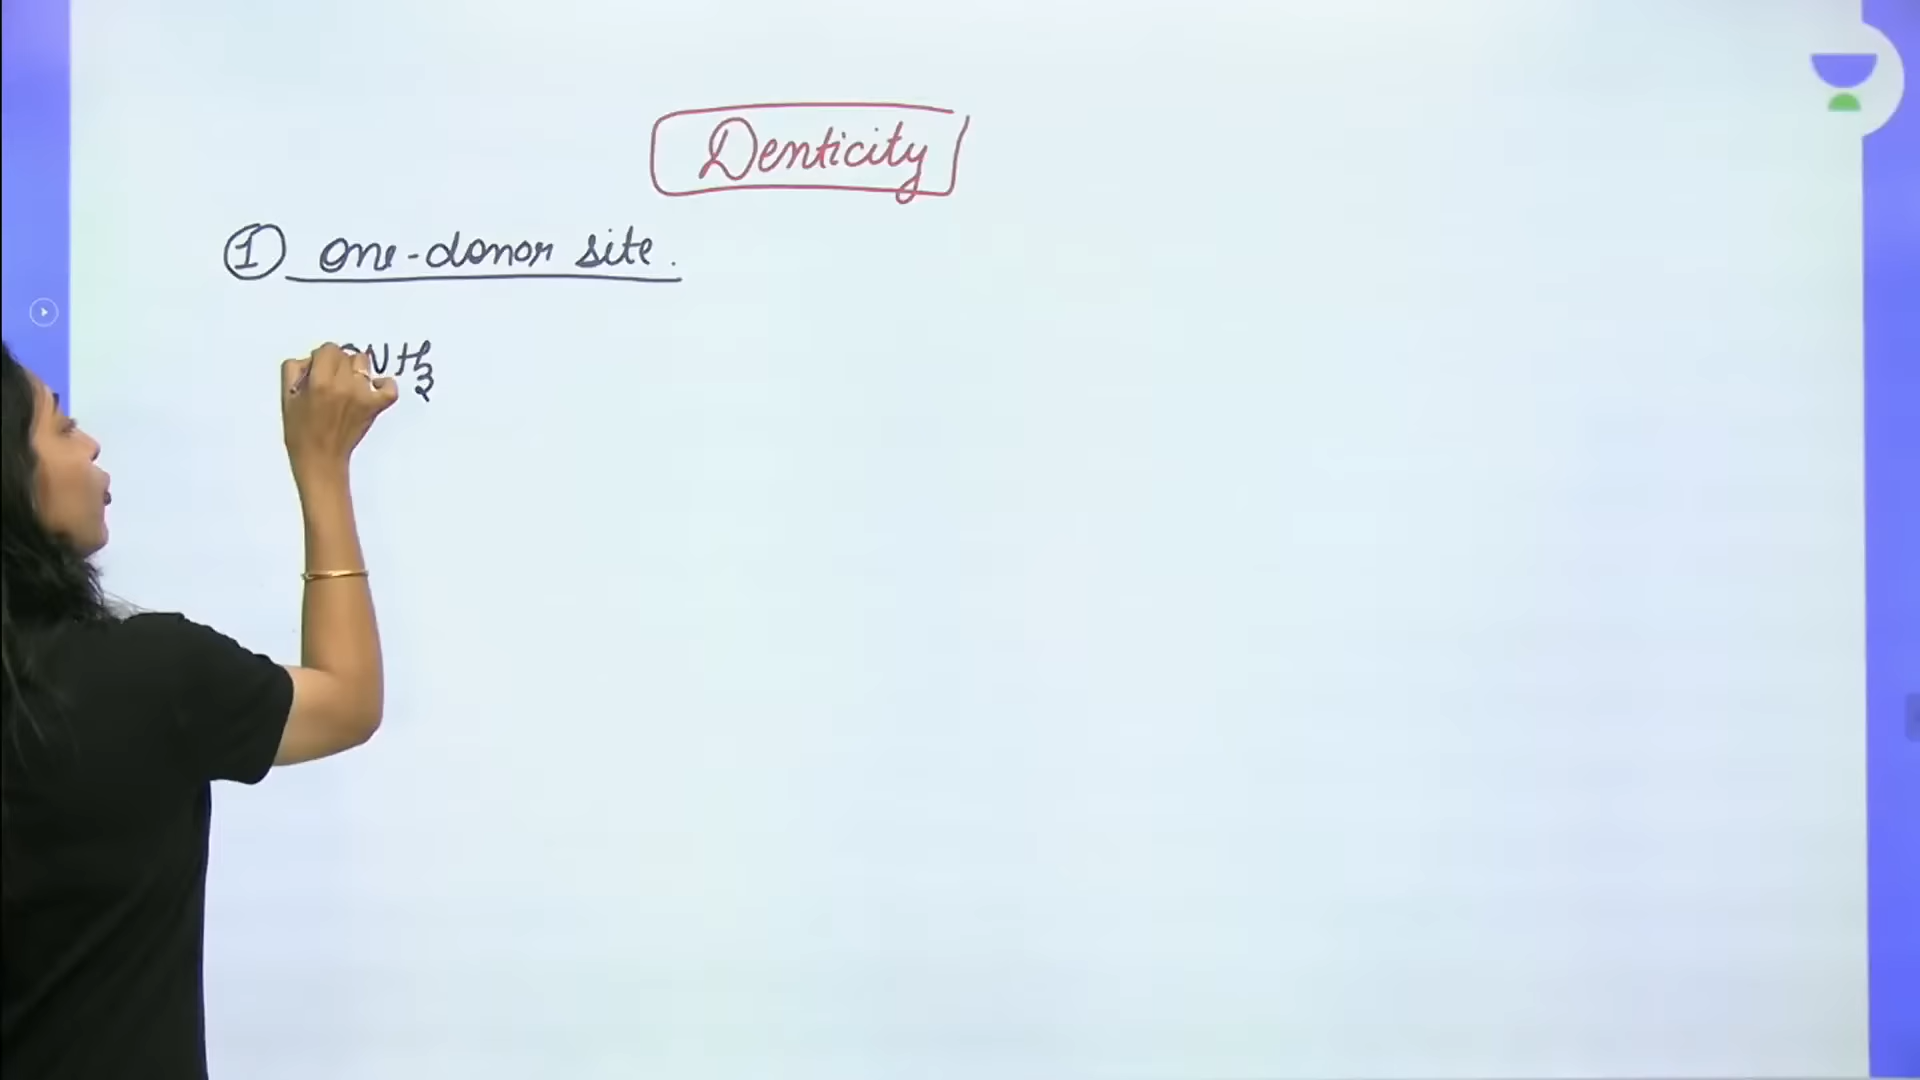 Denticity
① one-donor site.
NH3